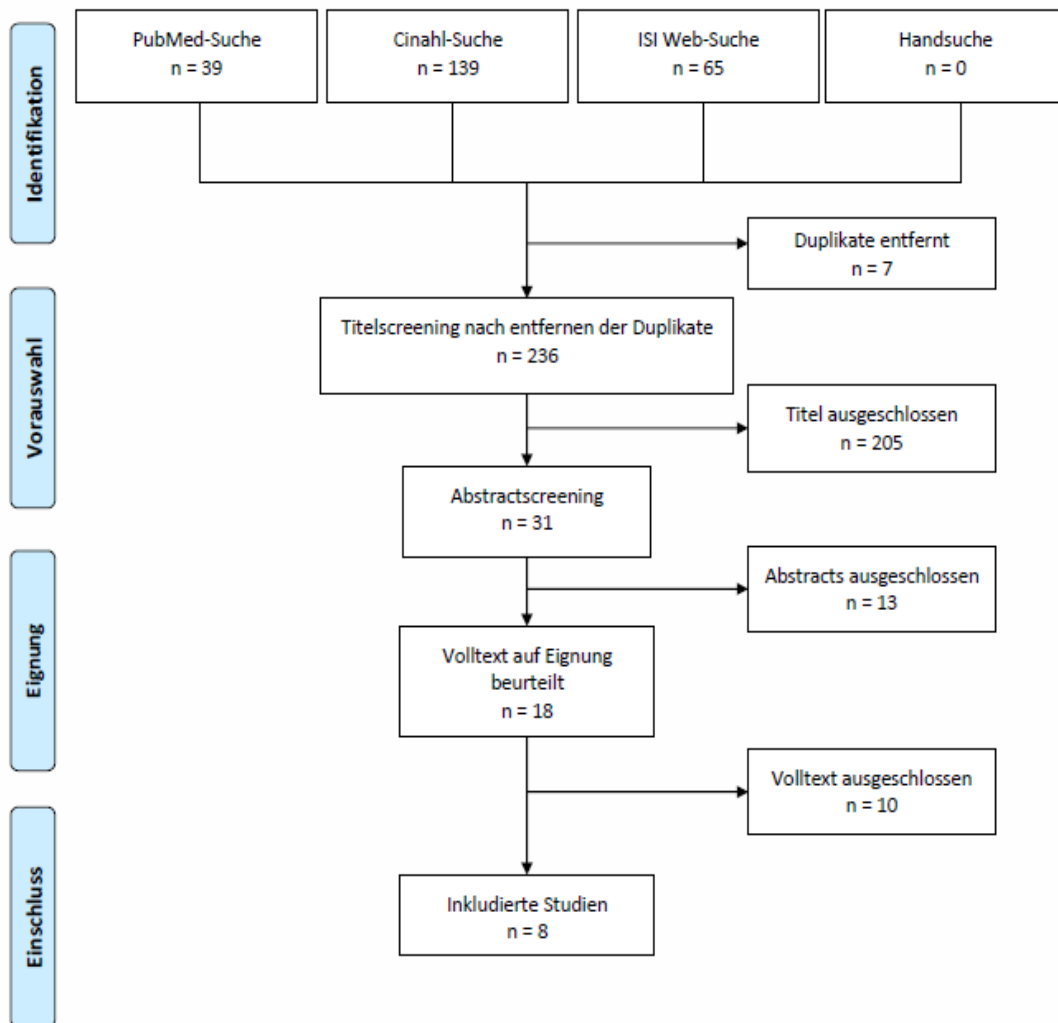 Identifikation
PubMed-Suche
n = 39
Cinahl-Suche
n = 139
ISI Web-Suche
n = 65
Handsuche
n = 0
Duplikate entfernt
n = 7
Vorauswahl
Titelscreening nach entfernen der Duplikate
n = 236
Titel ausgeschlossen
n = 205
Abstractscreening
n = 31
Eignung
Abstracts ausgeschlossen
n = 13
Volltext auf Eignung
beurteilt
n = 18
Volltext ausgeschlossen
n = 10
Einschluss
Inkludierte Studien
n = 8